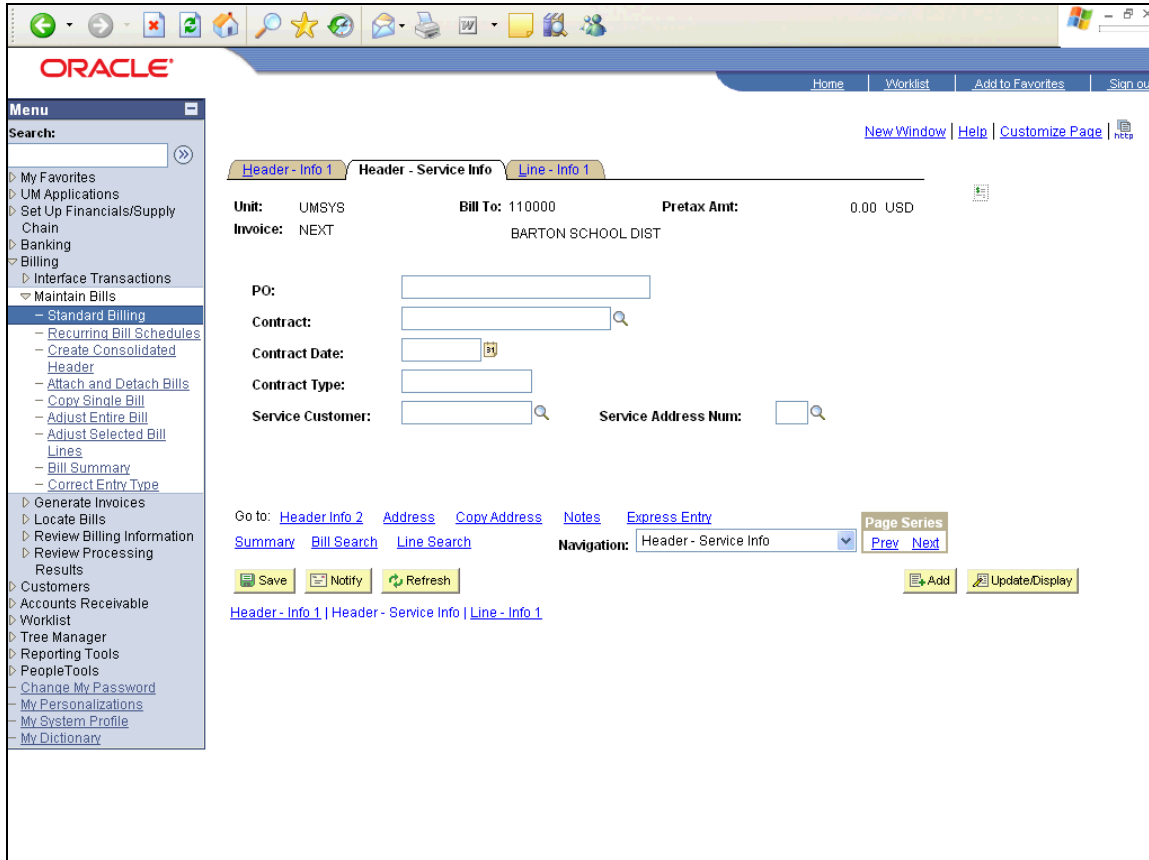 ORACLE
Home Worklist Add to Favorites Sign ou
Menu
Search:
My Favorites
UM Applications
Set Up Financials/Supply
Chain
Banking
Billing
Interface Transactions
Maintain Bills
Standard Billing
Recurring Bill Schedules
Create Consolidated
Header
Attach and Detach Bills
Copy Single Bill
Adjust Entire Bill
Adjust Selected Bill
Lines
Bill Summary
Correct Entry Type
Generate Invoices
Locate Bills
Review Billing Information
Review Processing
Results
Customers
Accounts Receivable
Worklist
Tree Manager
Reporting Tools
PeopleTools
Change My Password
My Personalizations
My System Profile
My Dictionary
New Window | Help | Customize Page | http
Header - Info 1 Header - Service Info Line - Info 1
Unit: UMSYS Bill To: 110000 Pretax Amt: 0.00 USD
Invoice: NEXT BARTON SCHOOL DIST
PO:
Contract:
Contract Date: 31
Contract Type:
Service Customer: Service Address Num:
Go to: Header Info 2 Address Copy Address Notes Express Entry
Summary Bill Search Line Search Navigation: Header - Service Info
Page Series
Prev Next
Save Notify Refresh Add Update/Display
Header - Info 1 | Header - Service Info | Line - Info 1